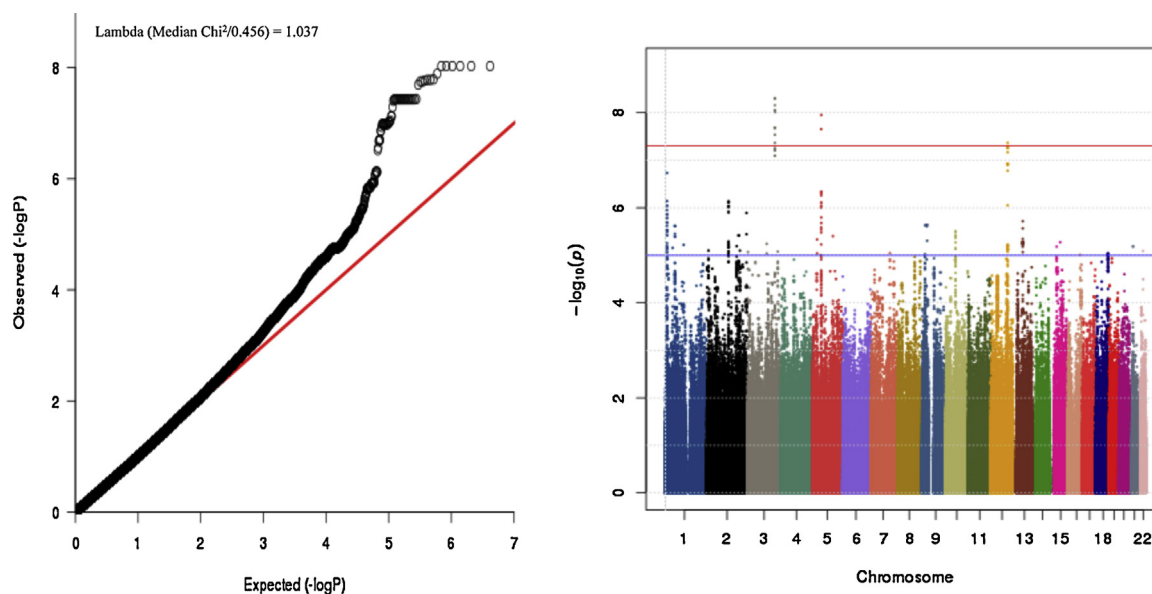 Lambda (Median Chi²/0.456) = 1.037
Observed (-logP)
8
6
4
2
0
0 1 2 3 4 5 6 7
Expected (-logP)
−log₁₀(p)
8
6
4
2
0
1 2 3 4 5 6 7 8 9 11 13 15 18 22
Chromosome